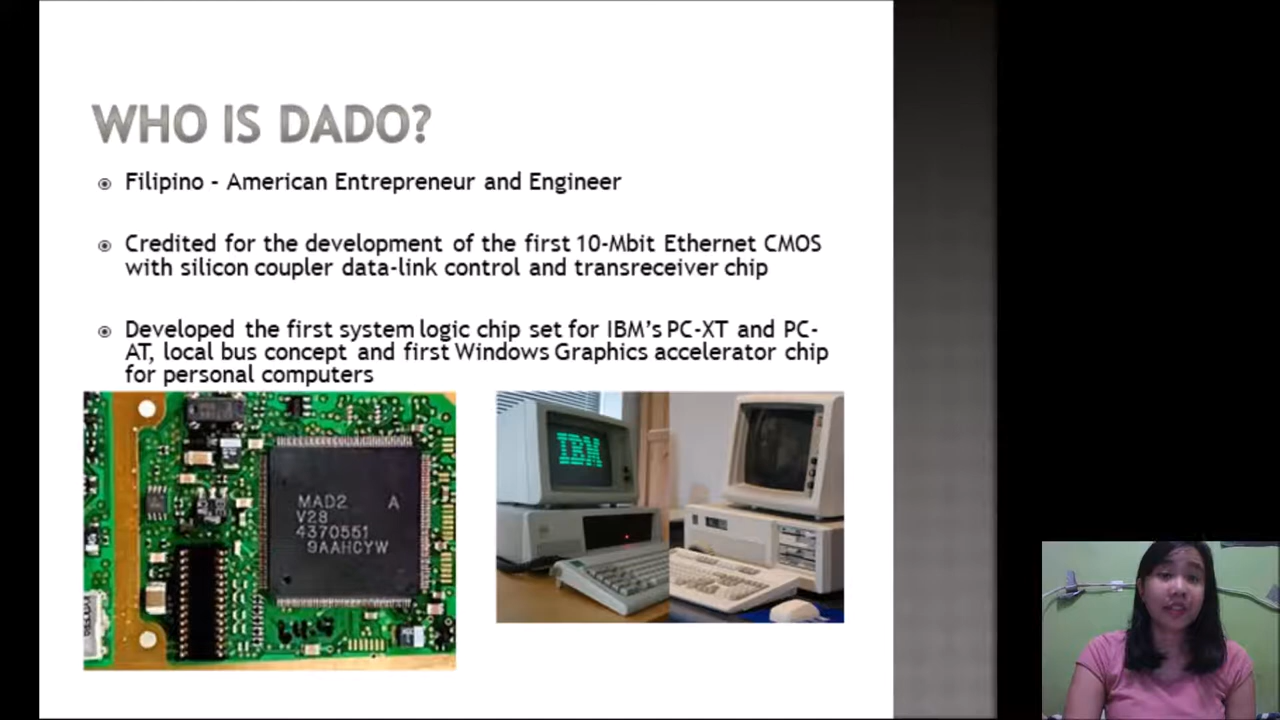 WHO IS DADO?
Filipino - American Entrepreneur and Engineer
Credited for the development of the first 10-Mbit Ethernet CMOS
with silicon coupler data-link control and transreceiver chip
Developed the first system logic chip set for IBM's PC-XT and PC-
AT, local bus concept and first Windows Graphics accelerator chip
for personal computers
MAD2 A
V28
4370551
9AAHCYW
IBM